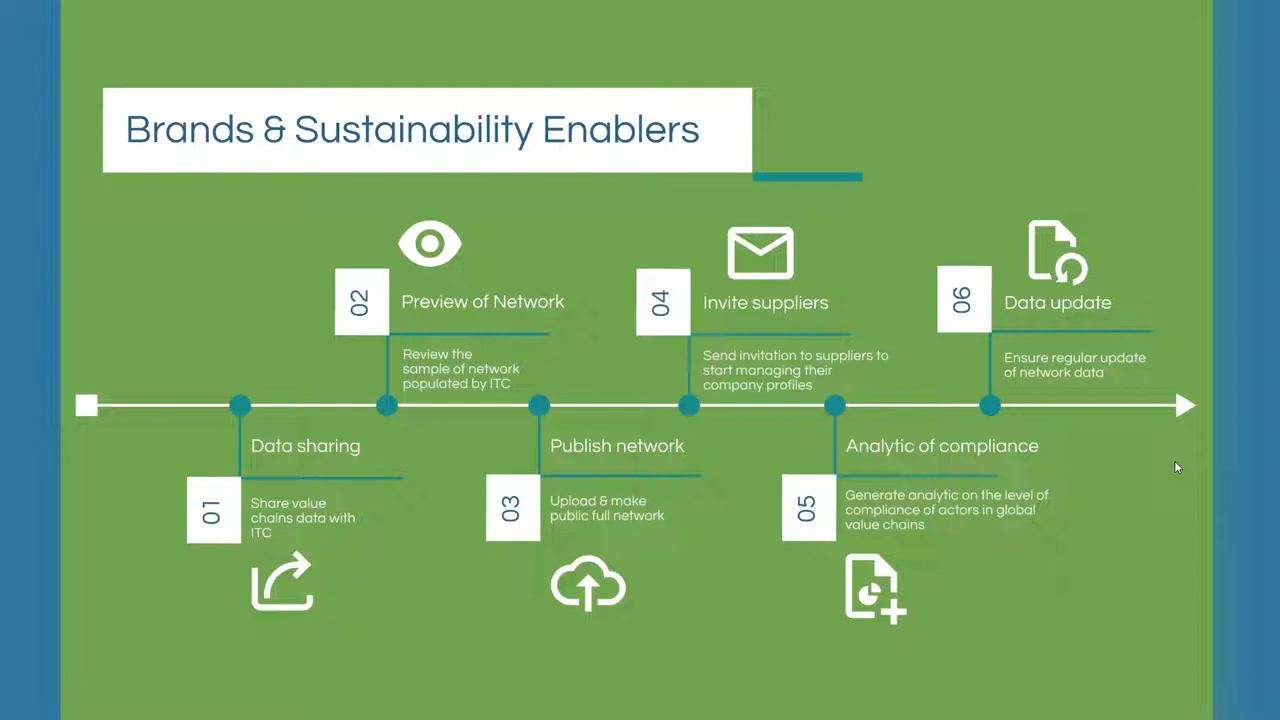 Brands & Sustainability Enablers
01
Data sharing
Share value
chains data with
ITC
02
Preview of Network
Review the
sample of network
populated by ITC
03
Publish network
Upload & make
public full network
04
Invite suppliers
Send invitation to suppliers to
start managing their
company profiles
05
Analytic of compliance
Generate analytic on the level of
compliance of actors in global
value chains
06
Data update
Ensure regular update
of network data